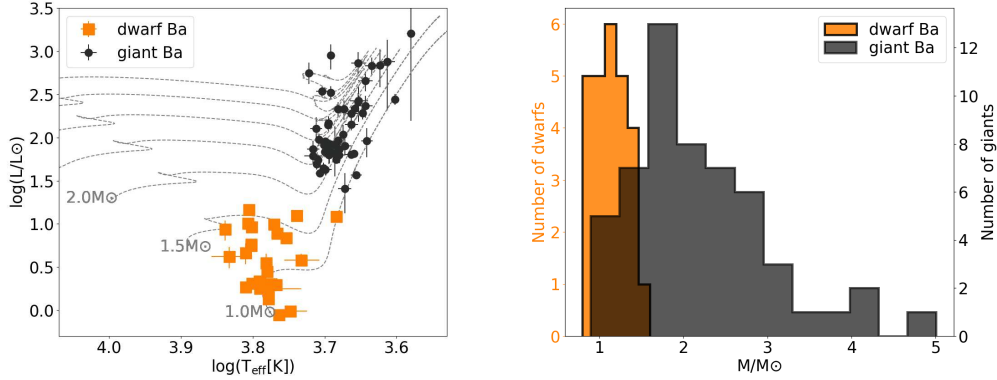 dwarf Ba
giant Ba
3.5
3.0
2.5
2.0
1.5
1.0
0.5
0.0
log(L/L⊙)
2.0M⊙
1.5M⊙
1.0M⊙
4.0 3.9 3.8 3.7 3.6
log(Teff[K])
dwarf Ba
giant Ba
6
5
4
3
2
1
0
Number of dwarfs
12
10
8
6
4
2
0
Number of giants
1 2 3 4 5
M/M⊙